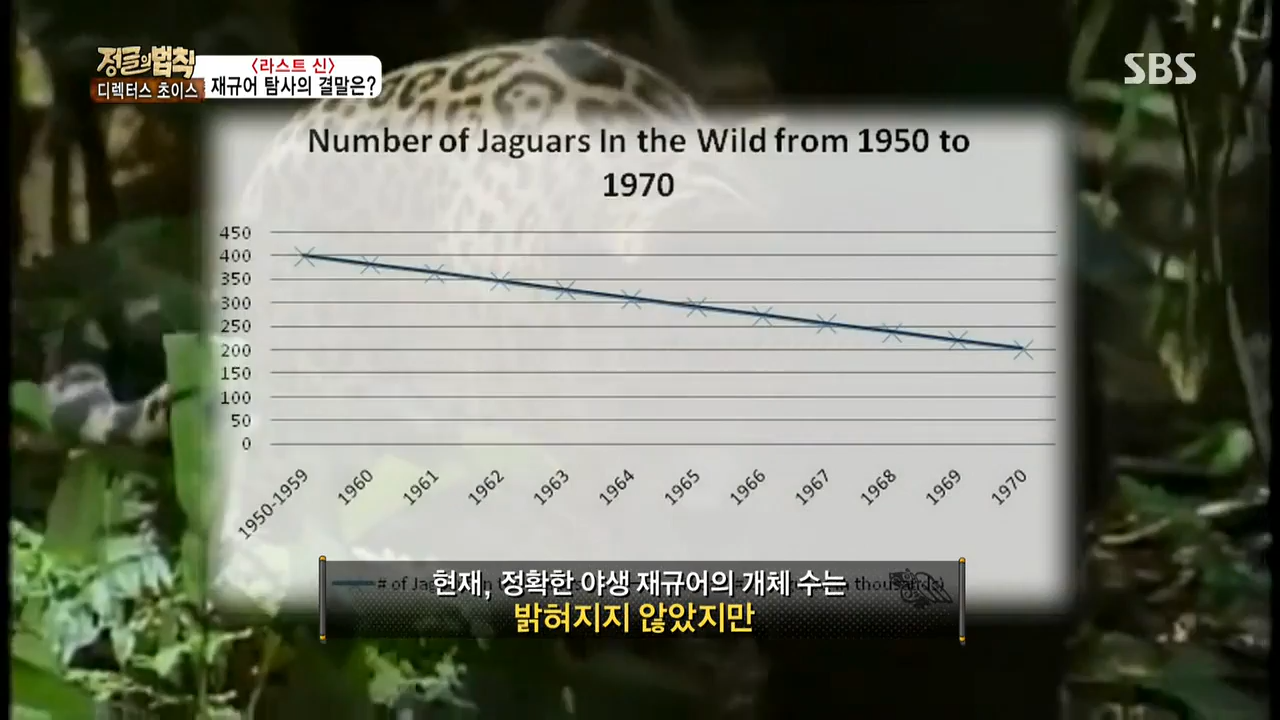 정글의 법칙
디렉터스 초이스
<라스트 신>
재규어 탐사의 결말은?
SBS
Number of Jaguars In the Wild from 1950 to
1970
450
400
350
300
250
200
150
100
50
0
1950-1959
1960
1961
1962
1963
1964
1965
1966
1967
1968
1969
1970
# of
현재, 정확한 야생 재규어의 개체 수는
밝혀지지 않았지만